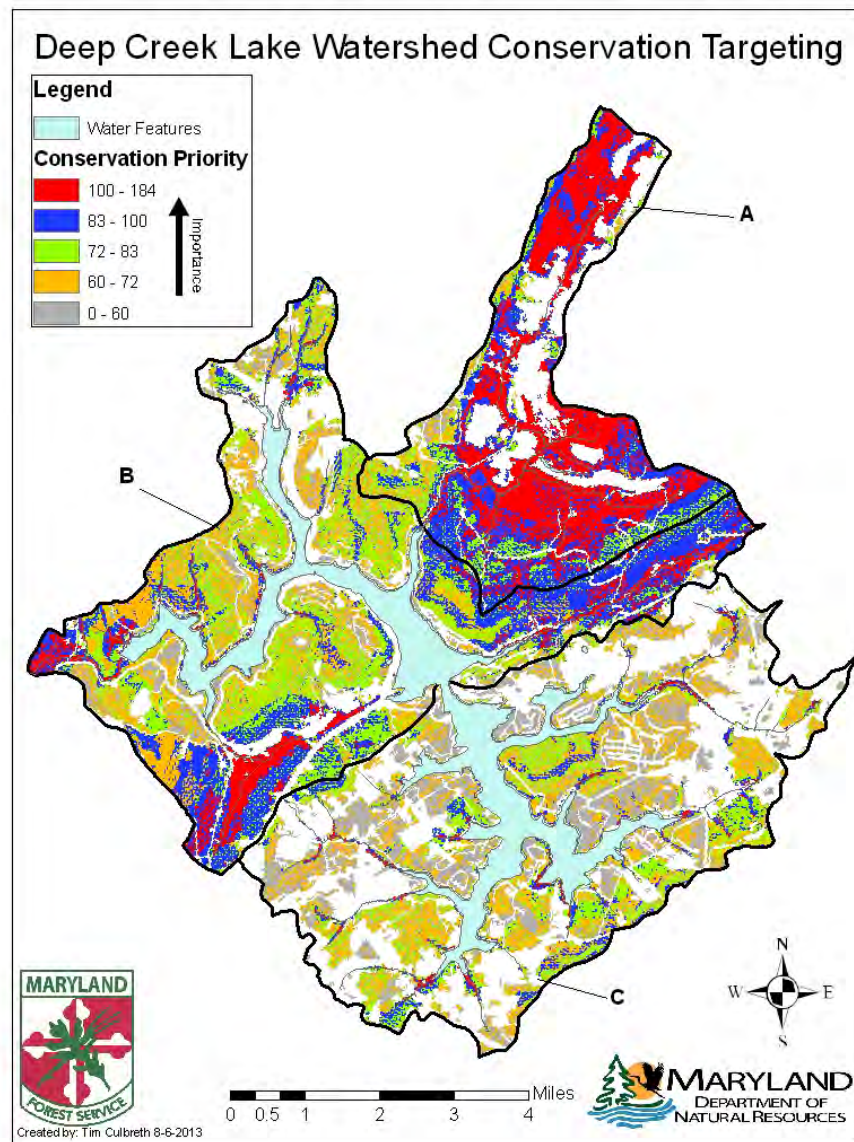 Deep Creek Lake Watershed Conservation Targeting
Legend
Water Features
Conservation Priority
100 - 184
83 - 100
72 - 83
60 - 72
0 - 60
Importance
A
B
C
N
W E
S
MARYLAND
FOREST SERVICE
Miles
0 0.5 1 2 3 4
MARYLAND
DEPARTMENT OF
NATURAL RESOURCES
Created by: Tim Culbreth 8-6-2013